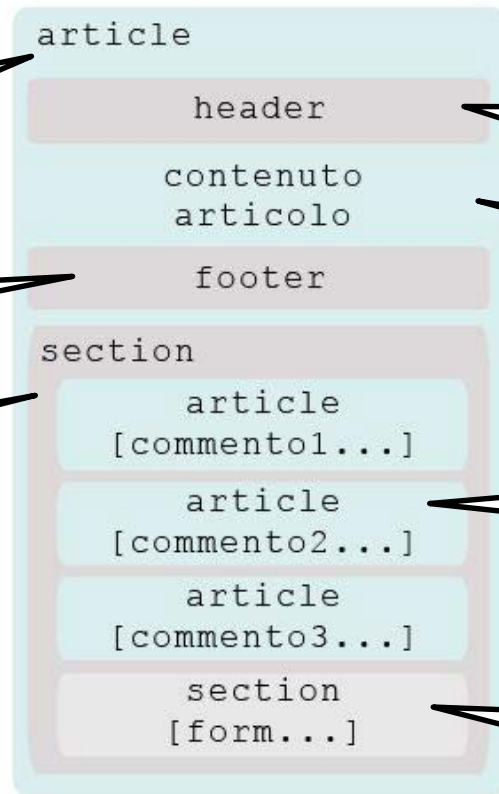 article
header
contenuto
articolo
footer
section
article
[commento1...]
article
[commento2...]
article
[commento3...]
section
[form...]